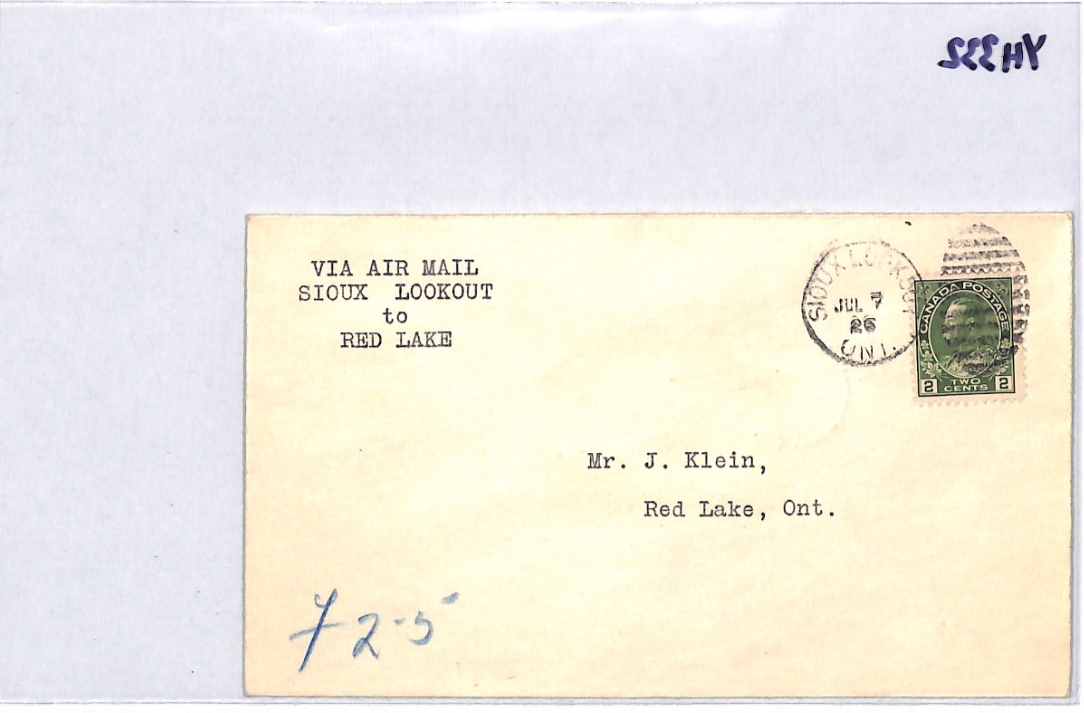 YH332
VIA AIR MAIL
SIOUX LOOKOUT
to
RED LAKE
SIOUX LOOKOUT
JUL 7
26
ONT.
CANADA POSTAGE
2 TWO CENTS 2
Mr. J. Klein,
Red Lake, Ont.
72-5